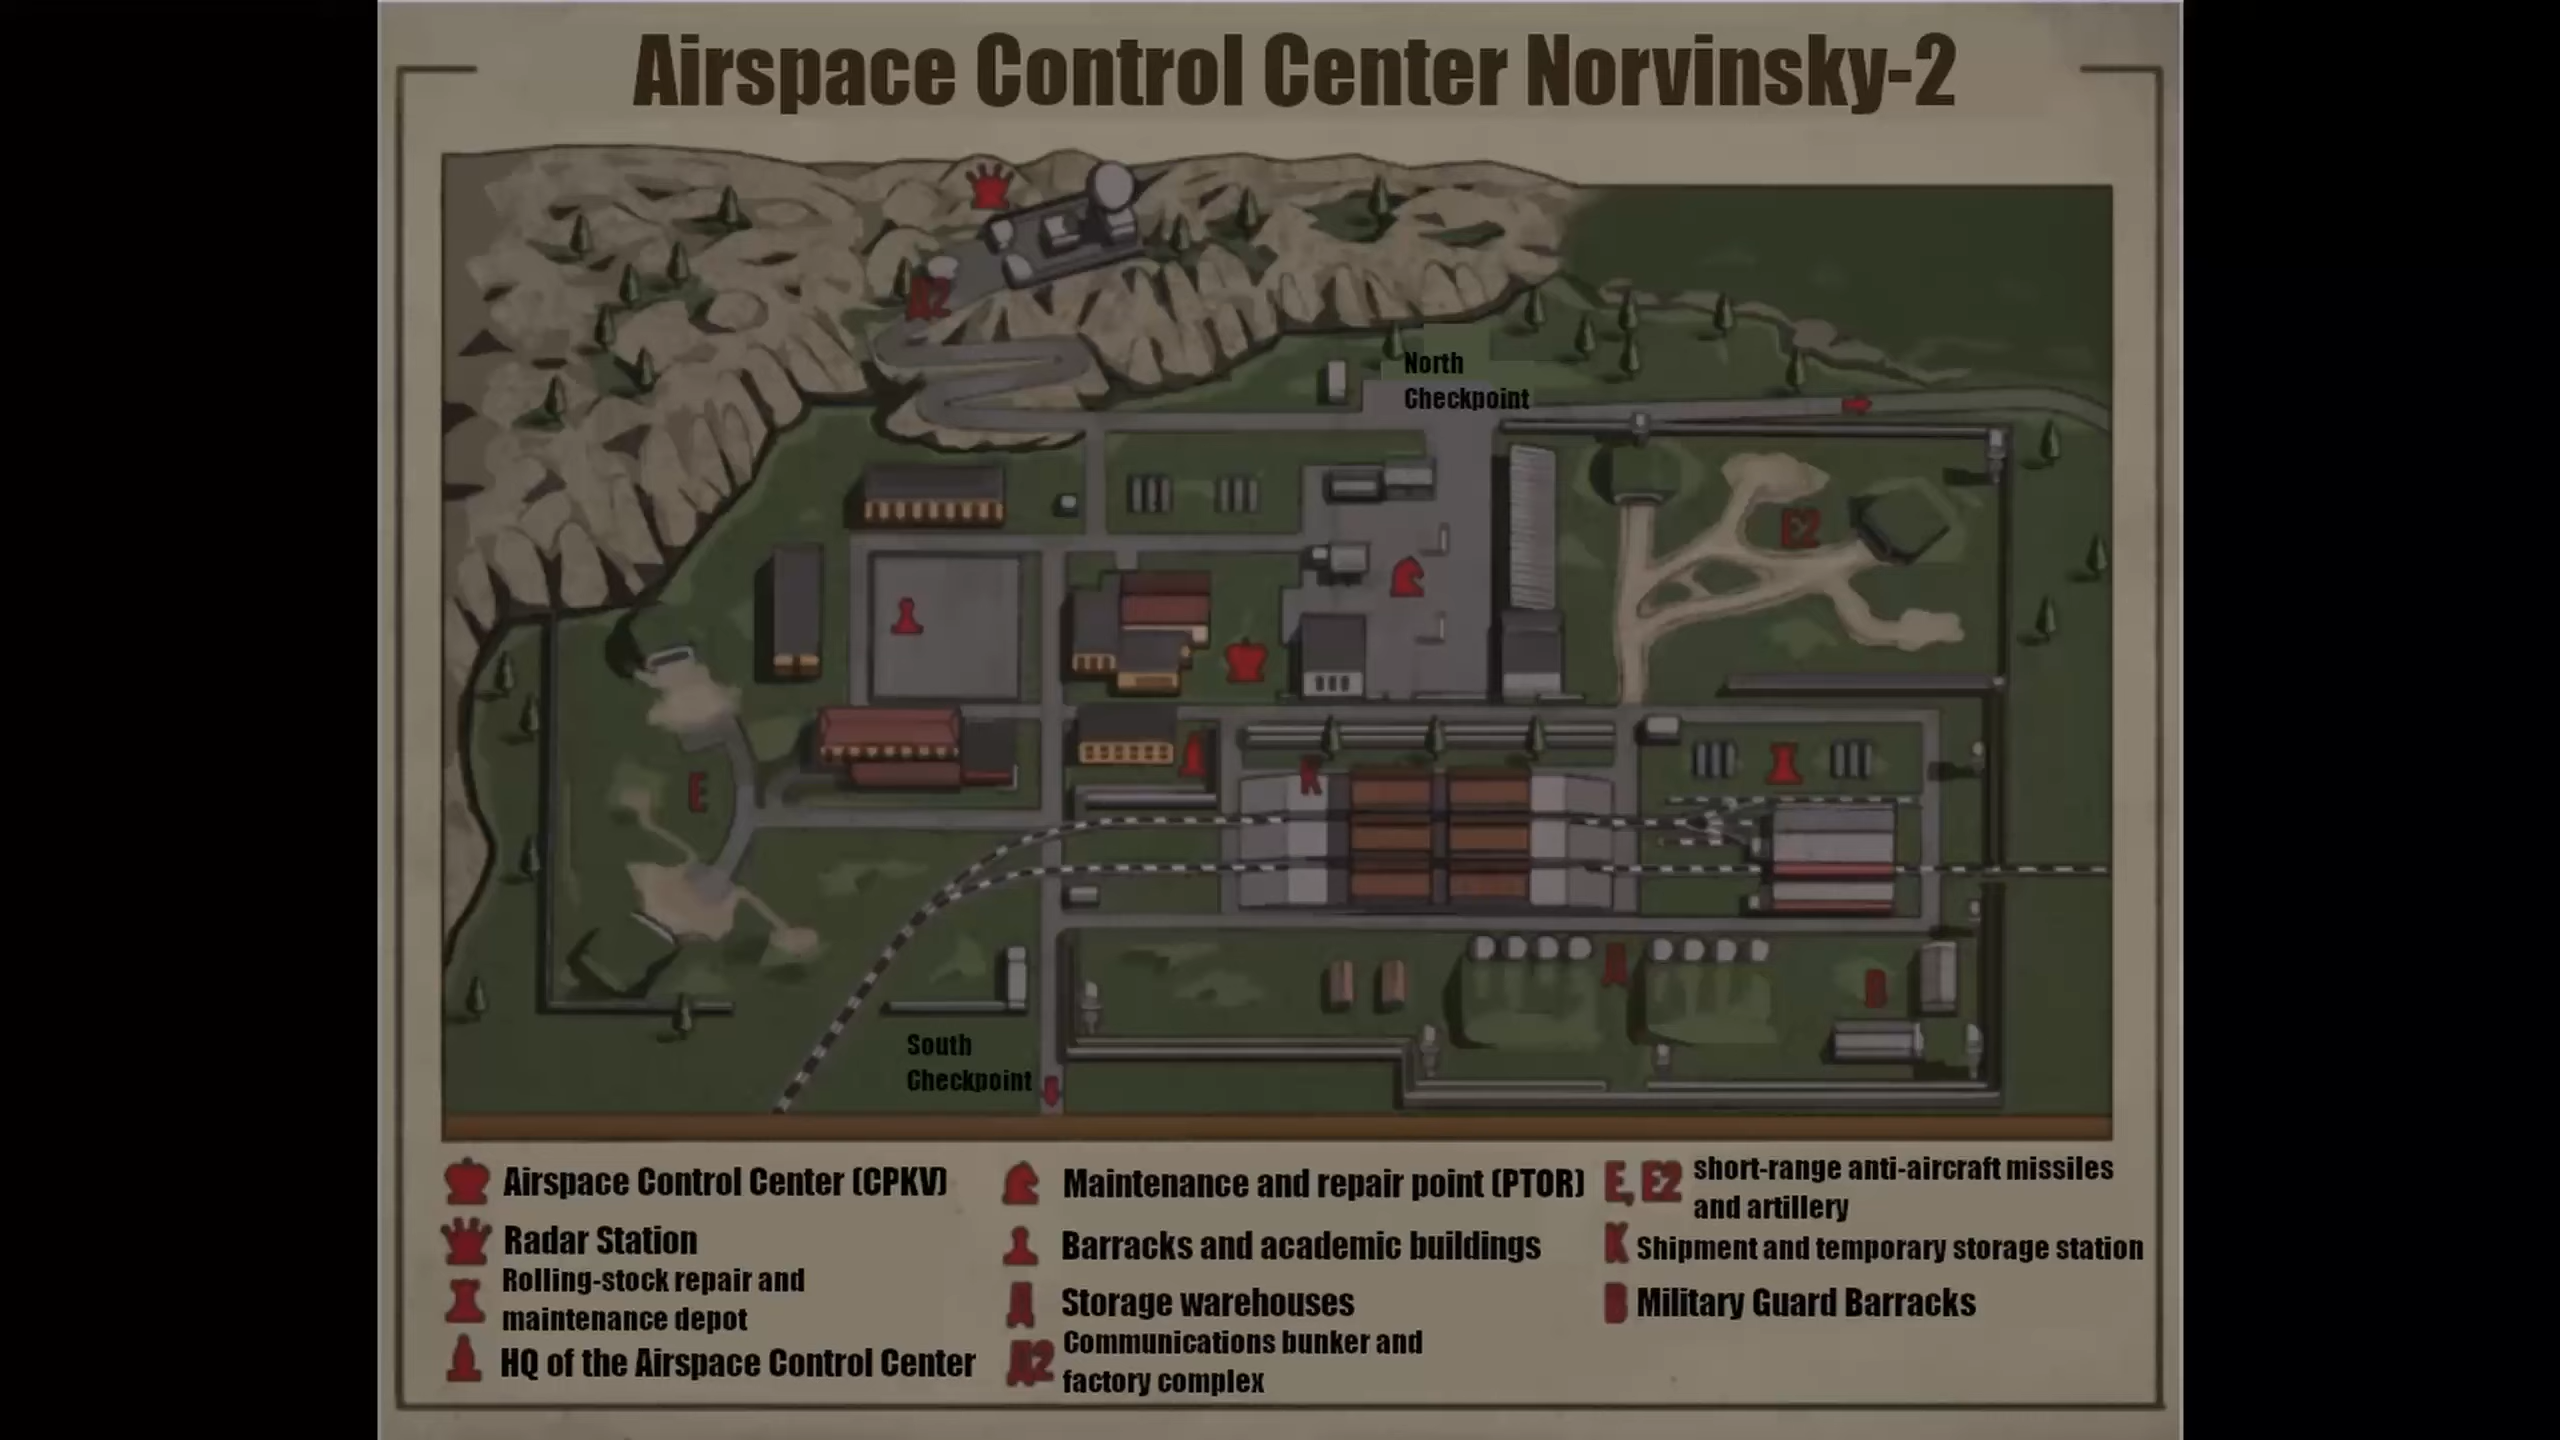 Airspace Control Center Norvinsky-2
Д2
North
Checkpoint
E2
E
K
Д
B
South
Checkpoint
Airspace Control Center (CPKV)
Radar Station
Rolling-stock repair and
maintenance depot
HQ of the Airspace Control Center
Maintenance and repair point (PTOR)
Barracks and academic buildings
Д Storage warehouses
Д2 Communications bunker and
factory complex
E, E2 short-range anti-aircraft missiles
and artillery
K Shipment and temporary storage station
B Military Guard Barracks